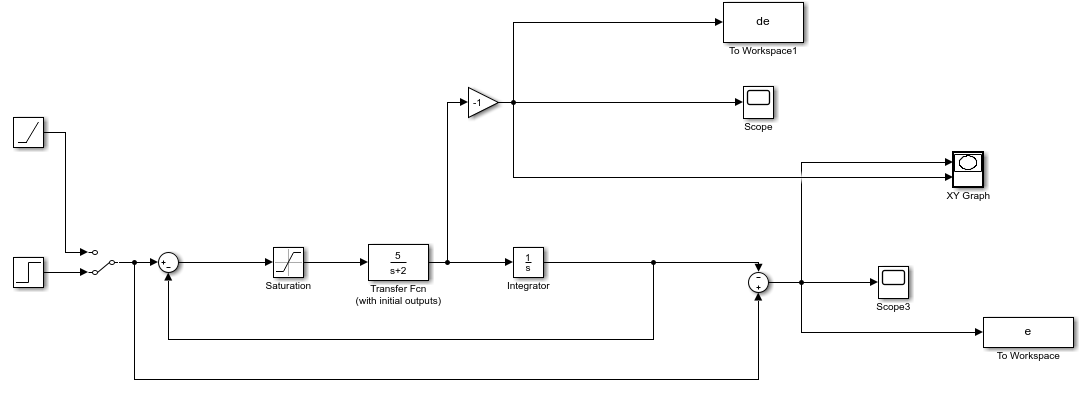 de
To Workspace1
-1
Scope
XY Graph
+
-
Saturation
5
s+2
Transfer Fcn
(with initial outputs)
1
s
Integrator
-
+
Scope3
e
To Workspace